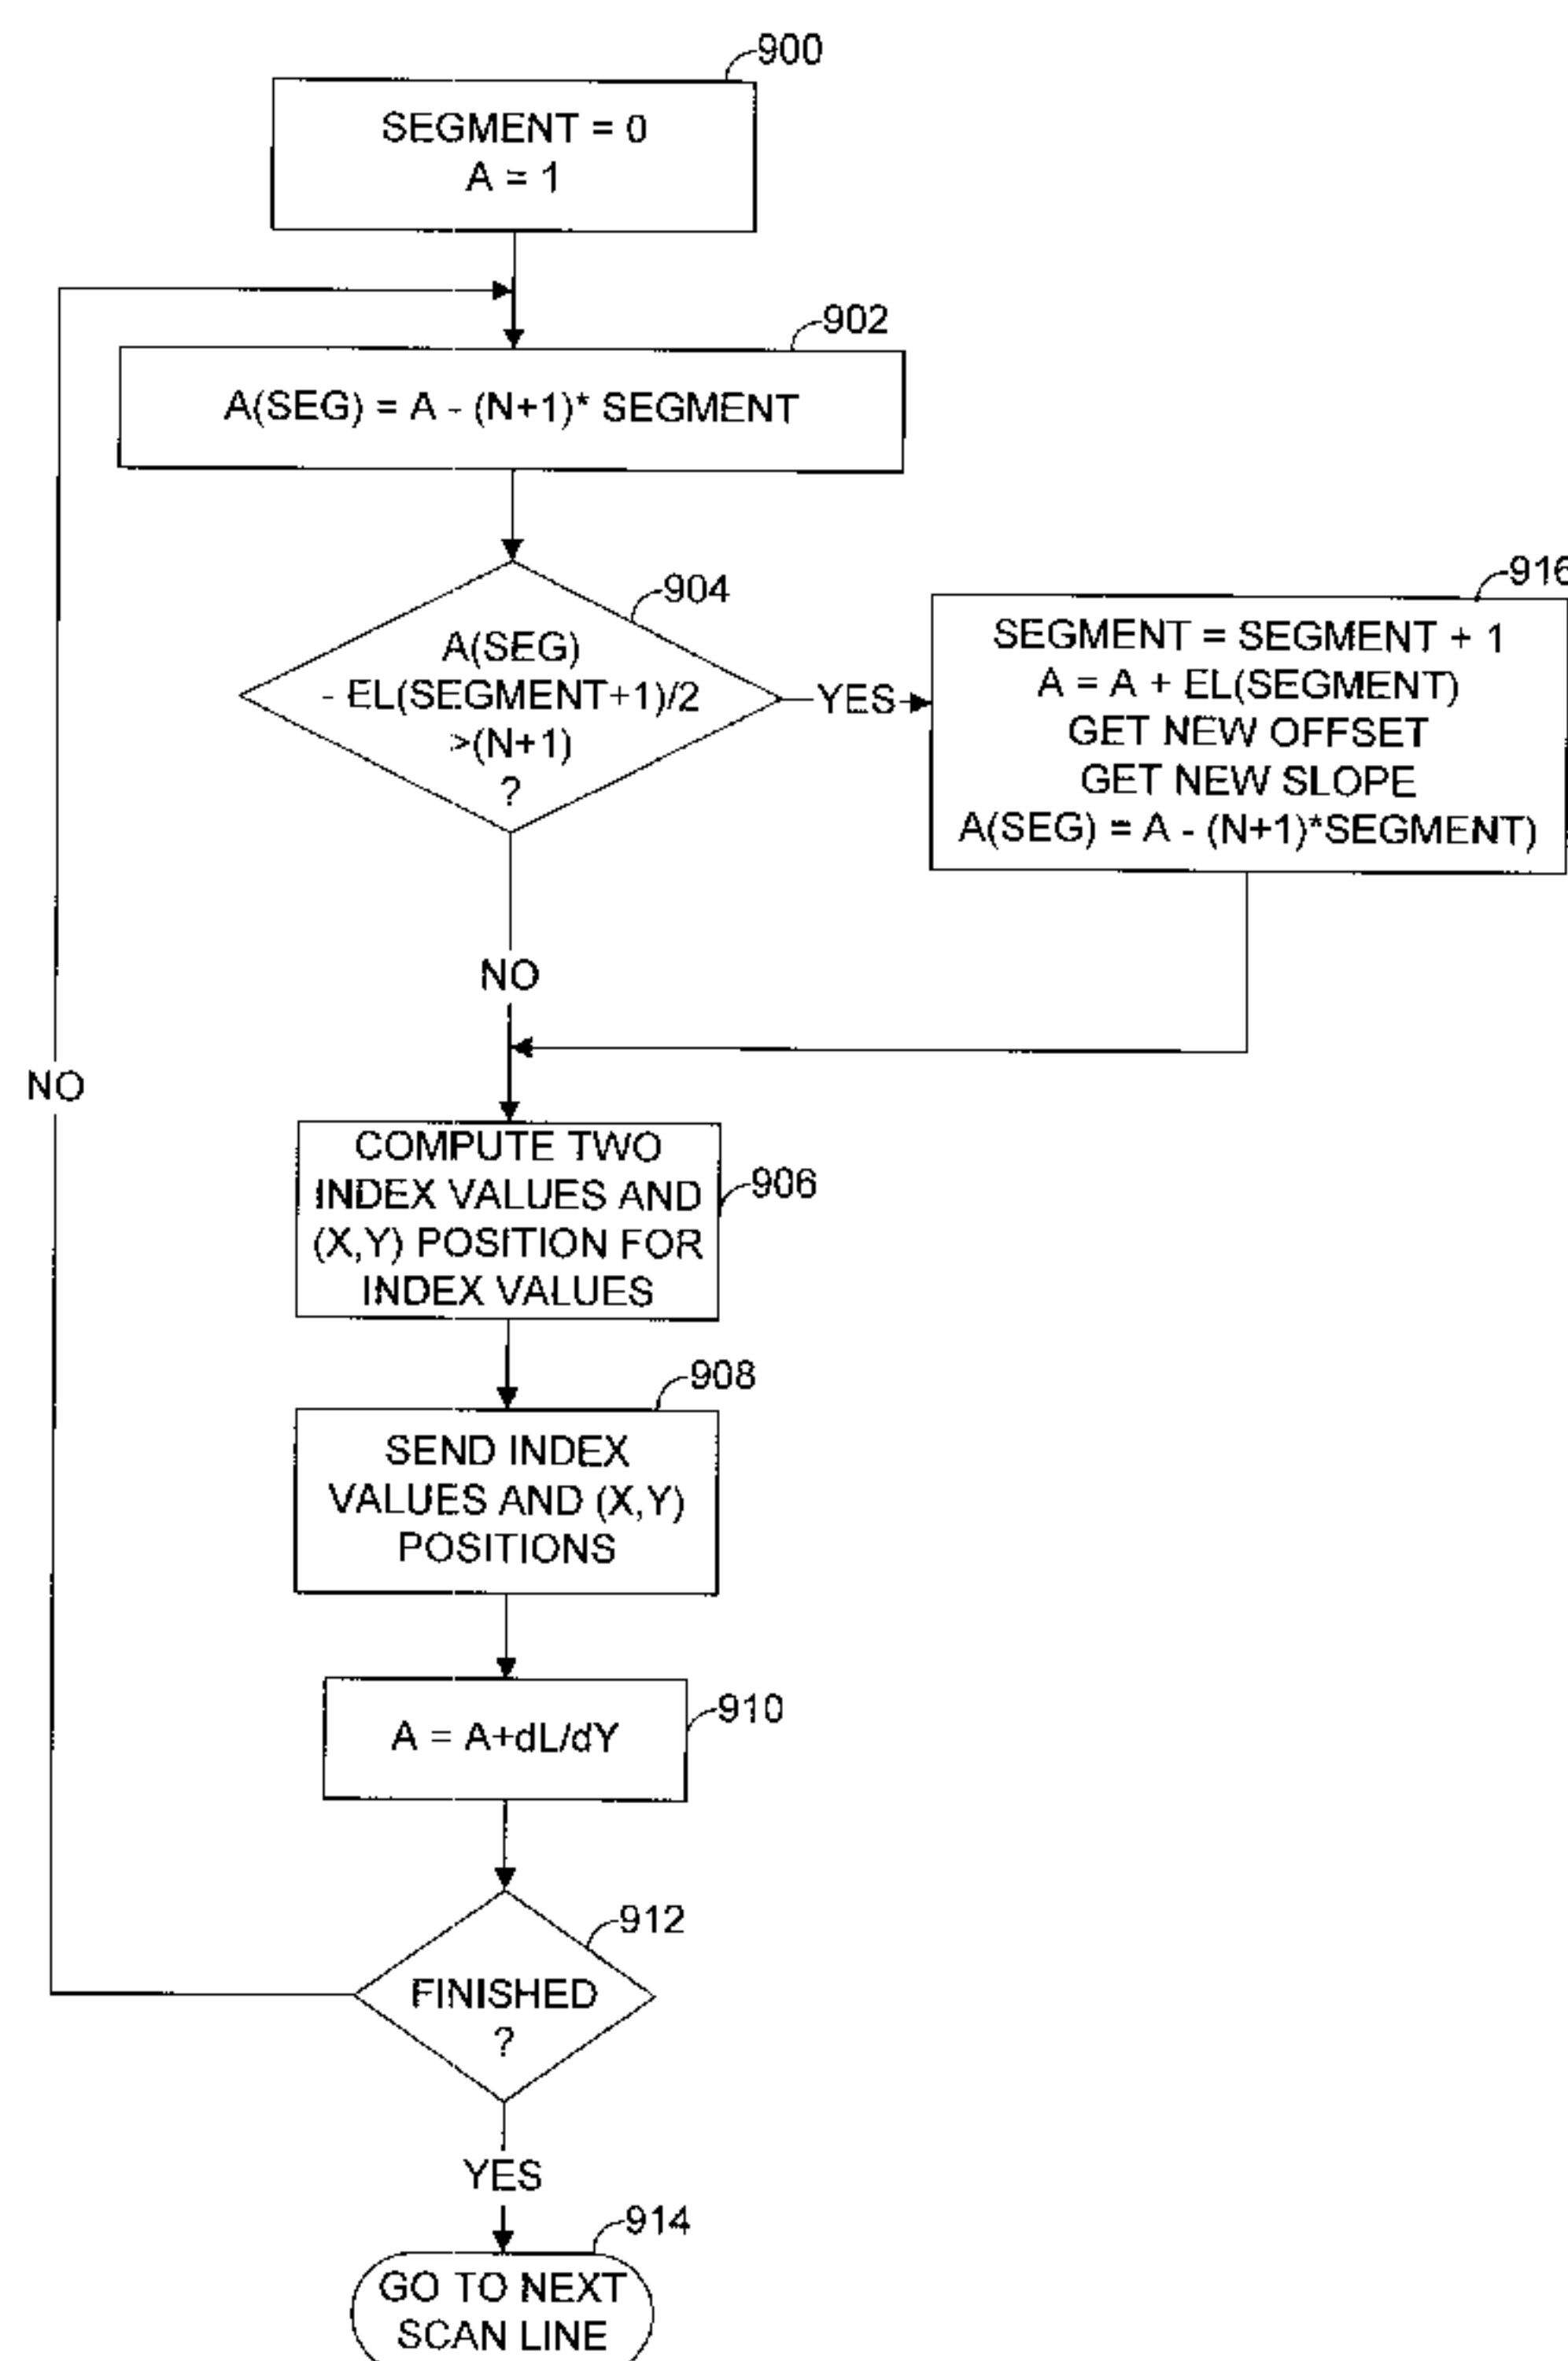 900
SEGMENT = 0
A = 1
902
A(SEG) = A - (N+1)* SEGMENT
904
A(SEG)
- EL(SEGMENT+1)/2
>(N+1)
?
YES
916
SEGMENT = SEGMENT + 1
A = A + EL(SEGMENT)
GET NEW OFFSET
GET NEW SLOPE
A(SEG) = A - (N+1)*SEGMENT)
NO
NO
COMPUTE TWO
INDEX VALUES AND
(X,Y) POSITION FOR
INDEX VALUES
906
908
SEND INDEX
VALUES AND (X,Y)
POSITIONS
910
A = A+dL/dY
912
FINISHED
?
YES
914
GO TO NEXT
SCAN LINE